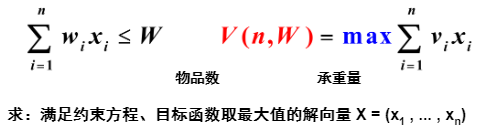 ∑_{i=1}^{n} w_i x_i ≤ W    V(n,W) = max ∑_{i=1}^{n} v_i x_i
物品数    承重量
求：满足约束方程、目标函数取最大值的解向量 X = (x_1 , ... , x_n)